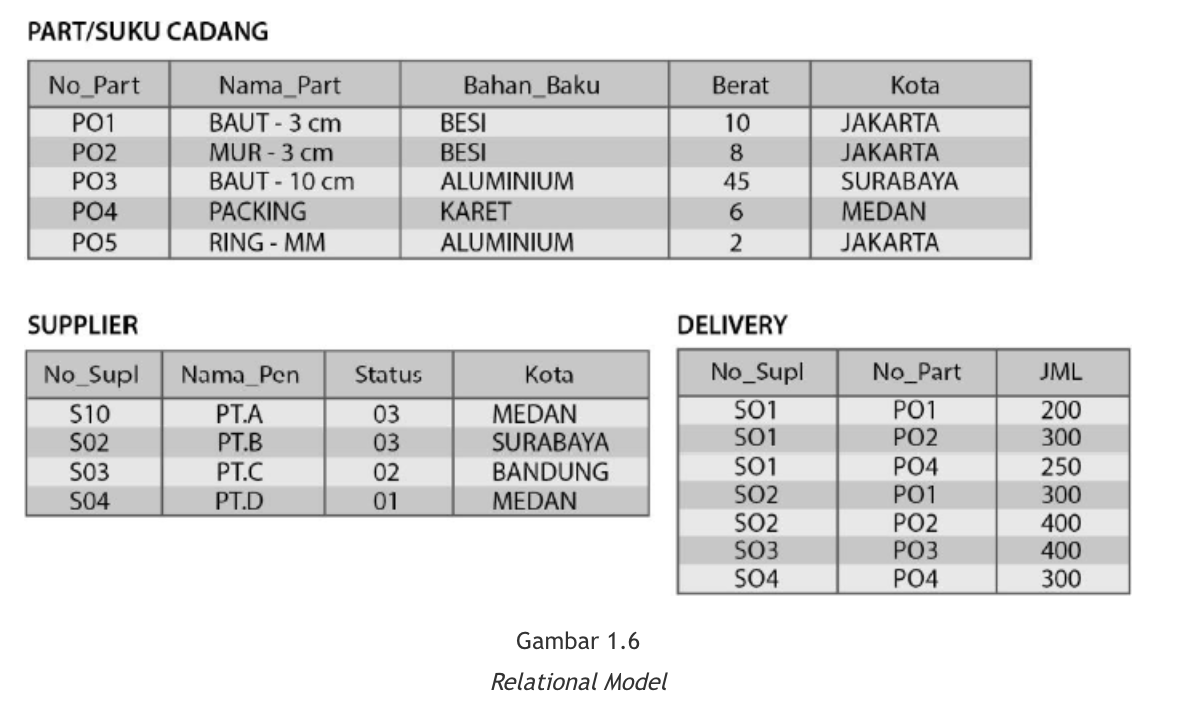 PART/SUKU CADANG
No_Part Nama_Part Bahan_Baku Berat Kota
PO1 BAUT - 3 cm BESI 10 JAKARTA
PO2 MUR - 3 cm BESI 8 JAKARTA
PO3 BAUT - 10 cm ALUMINIUM 45 SURABAYA
PO4 PACKING KARET 6 MEDAN
PO5 RING - MM ALUMINIUM 2 JAKARTA
SUPPLIER
No_Supl Nama_Pen Status Kota
S10 PT.A 03 MEDAN
S02 PT.B 03 SURABAYA
S03 PT.C 02 BANDUNG
S04 PT.D 01 MEDAN
DELIVERY
No_Supl No_Part JML
SO1 PO1 200
SO1 PO2 300
SO1 PO4 250
SO2 PO1 300
SO2 PO2 400
SO3 PO3 400
SO4 PO4 300
Gambar 1.6
Relational Model